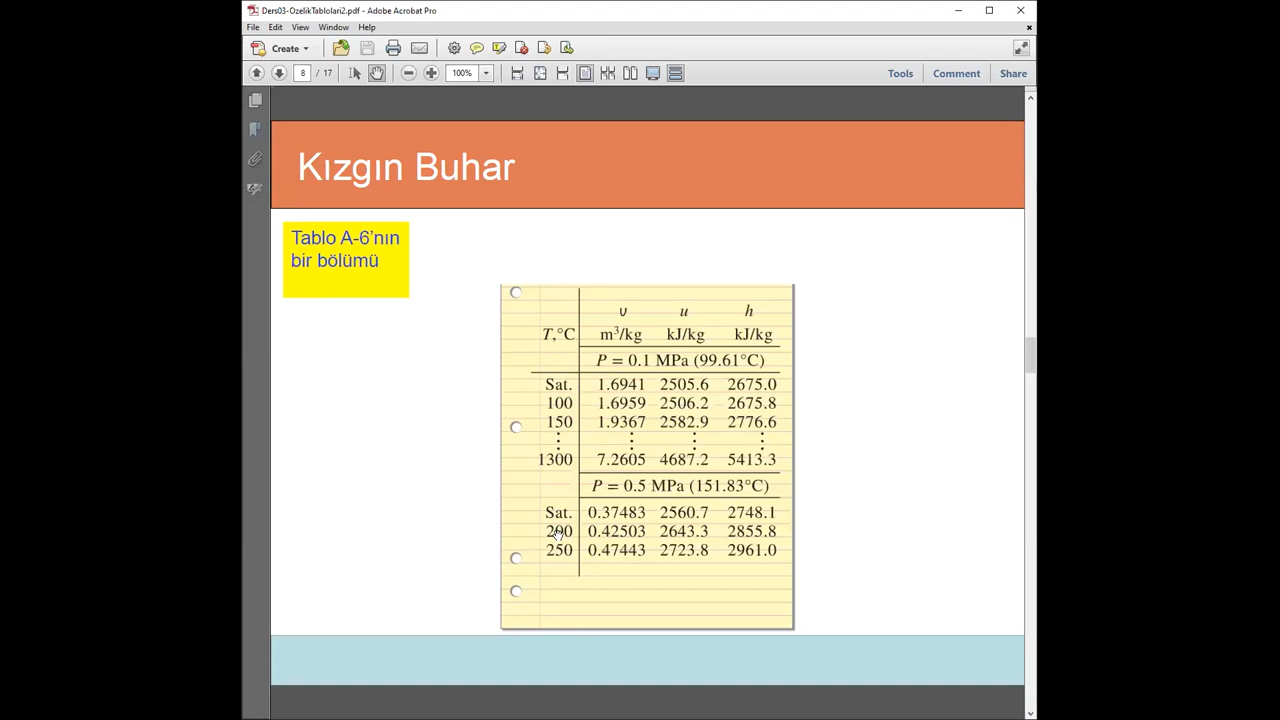 Ders03-OzelikTablolari2.pdf - Adobe Acrobat Pro
File Edit View Window Help
Create
8 / 17 100% Tools Comment Share
Kızgın Buhar
Tablo A-6'nın
bir bölümü
υ u h
T,°C m³/kg kJ/kg kJ/kg
P = 0.1 MPa (99.61°C)
Sat. 1.6941 2505.6 2675.0
100 1.6959 2506.2 2675.8
150 1.9367 2582.9 2776.6
⋮ ⋮ ⋮ ⋮
1300 7.2605 4687.2 5413.3
P = 0.5 MPa (151.83°C)
Sat. 0.37483 2560.7 2748.1
200 0.42503 2643.3 2855.8
250 0.47443 2723.8 2961.0